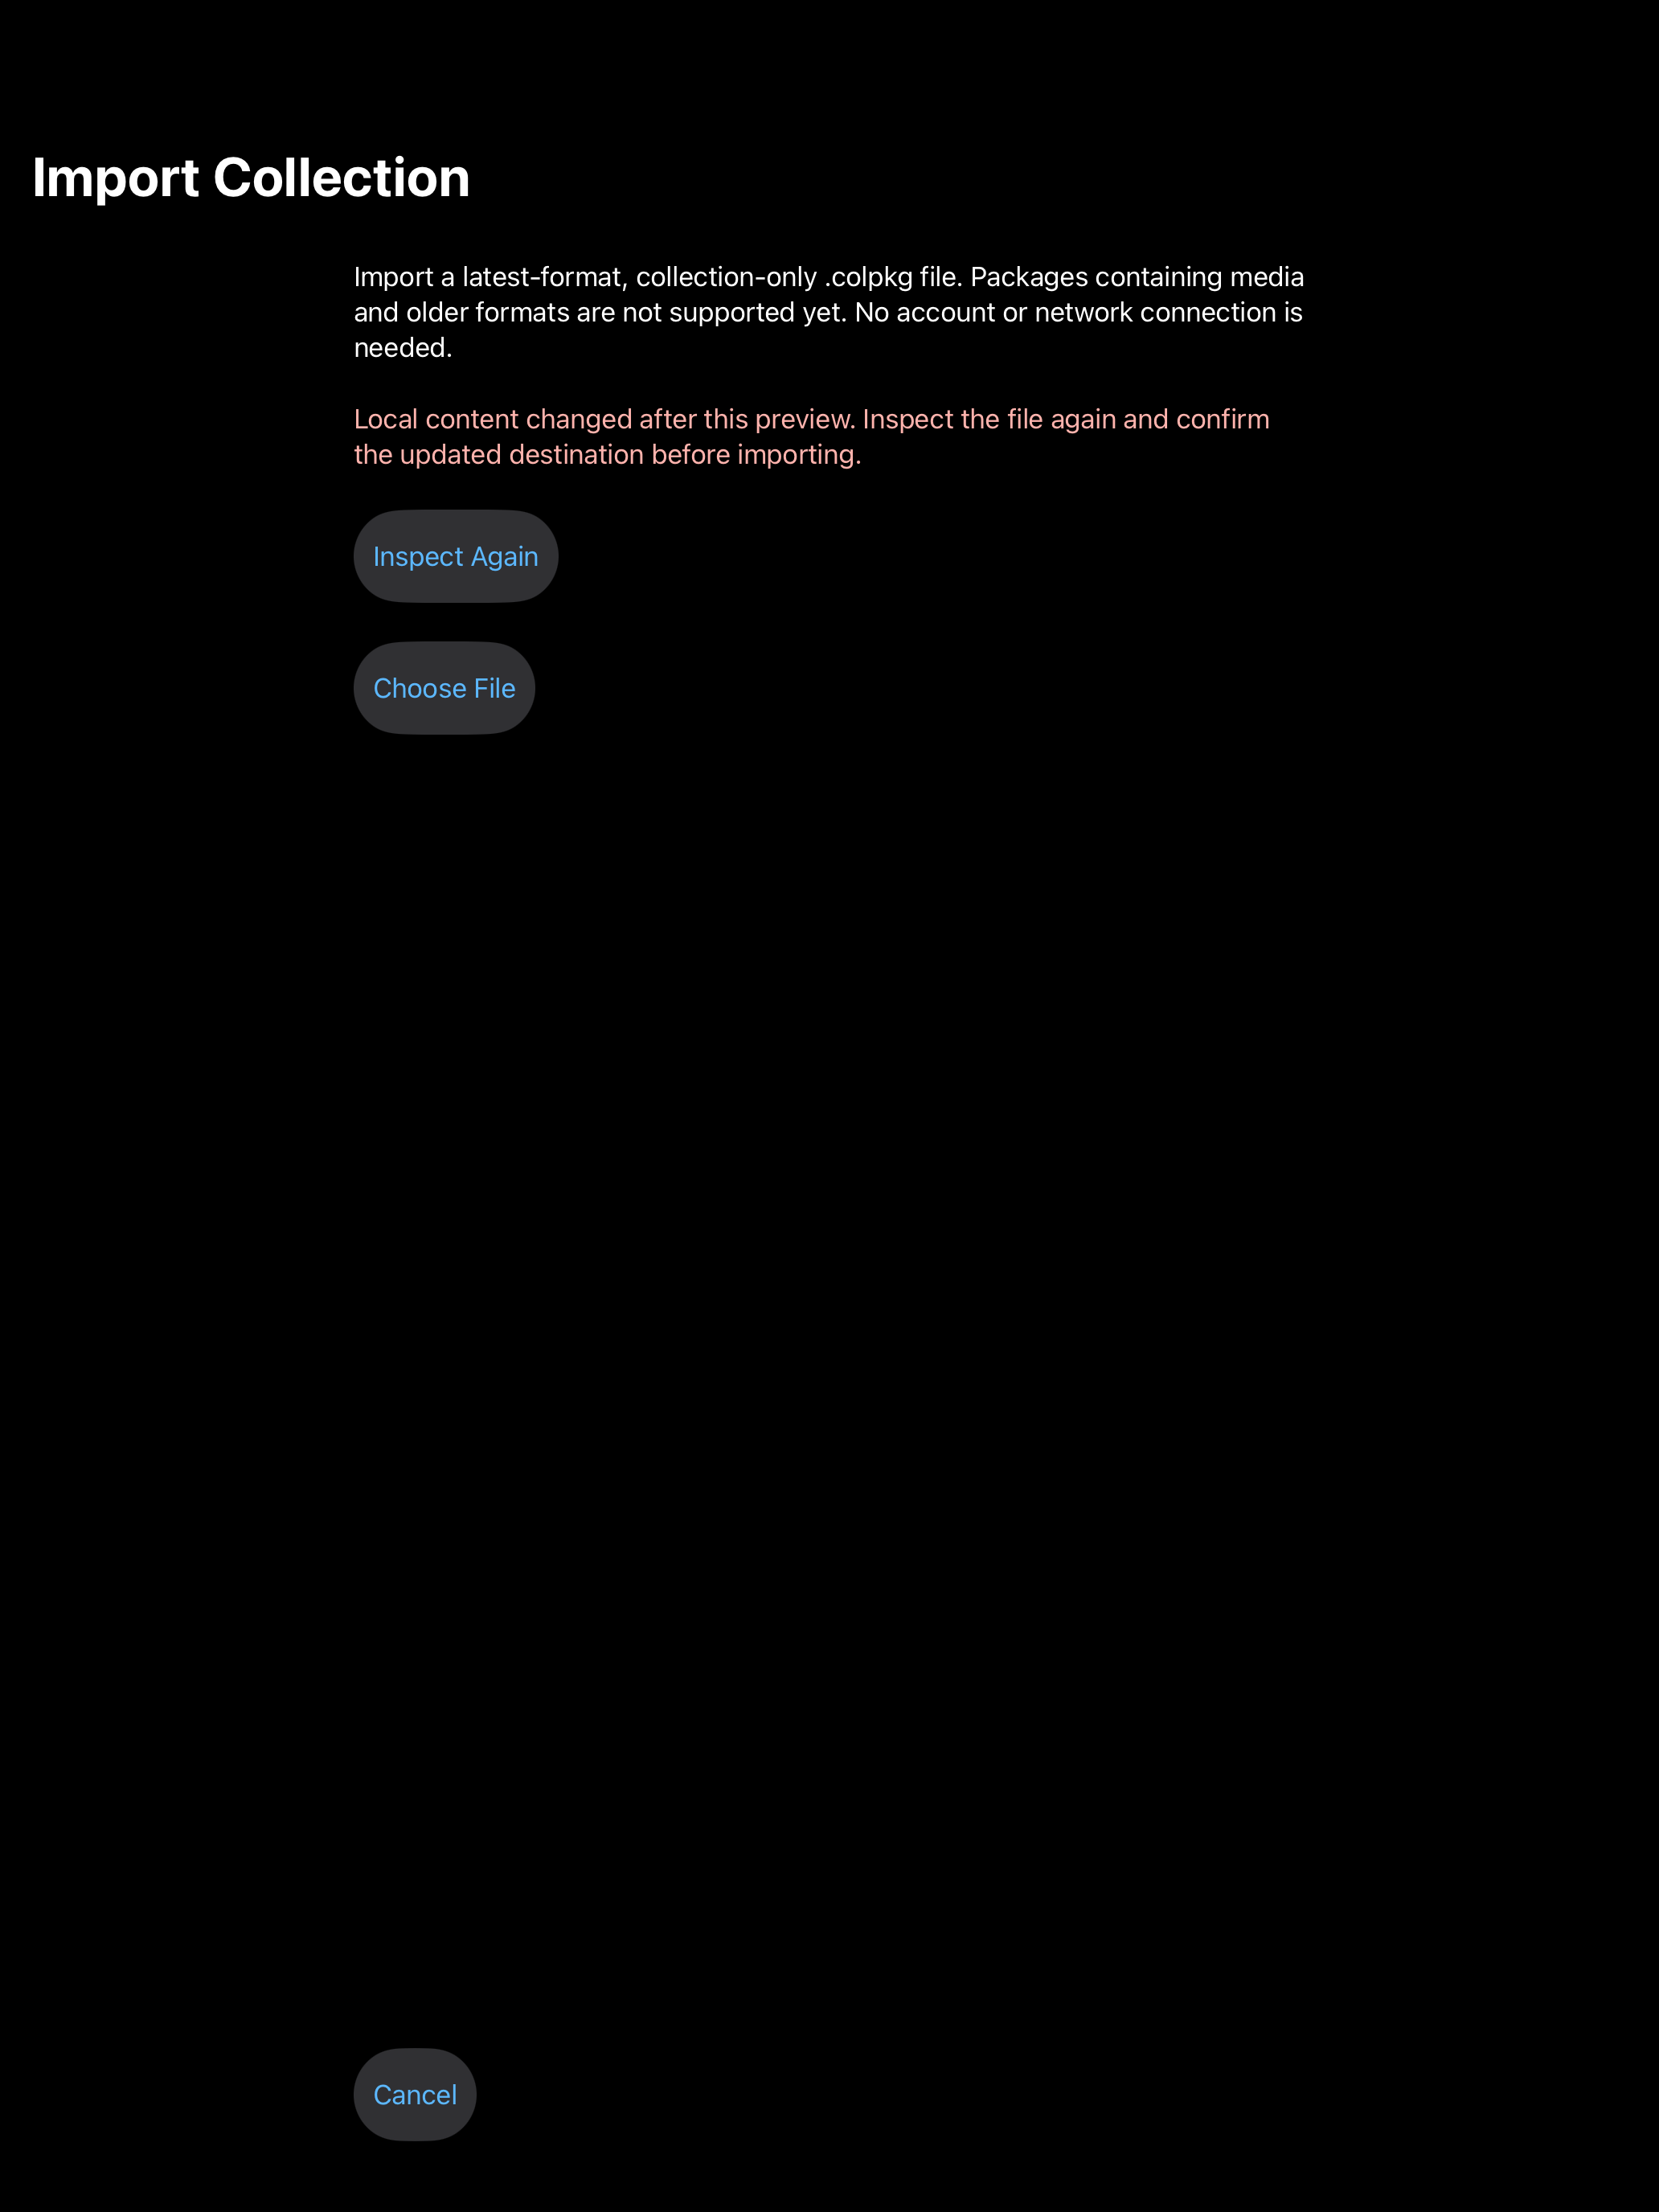 Import Collection
Import a latest-format, collection-only .colpkg file. Packages containing media
and older formats are not supported yet. No account or network connection is
needed.
Local content changed after this preview. Inspect the file again and confirm
the updated destination before importing.
Inspect Again
Choose File
Cancel